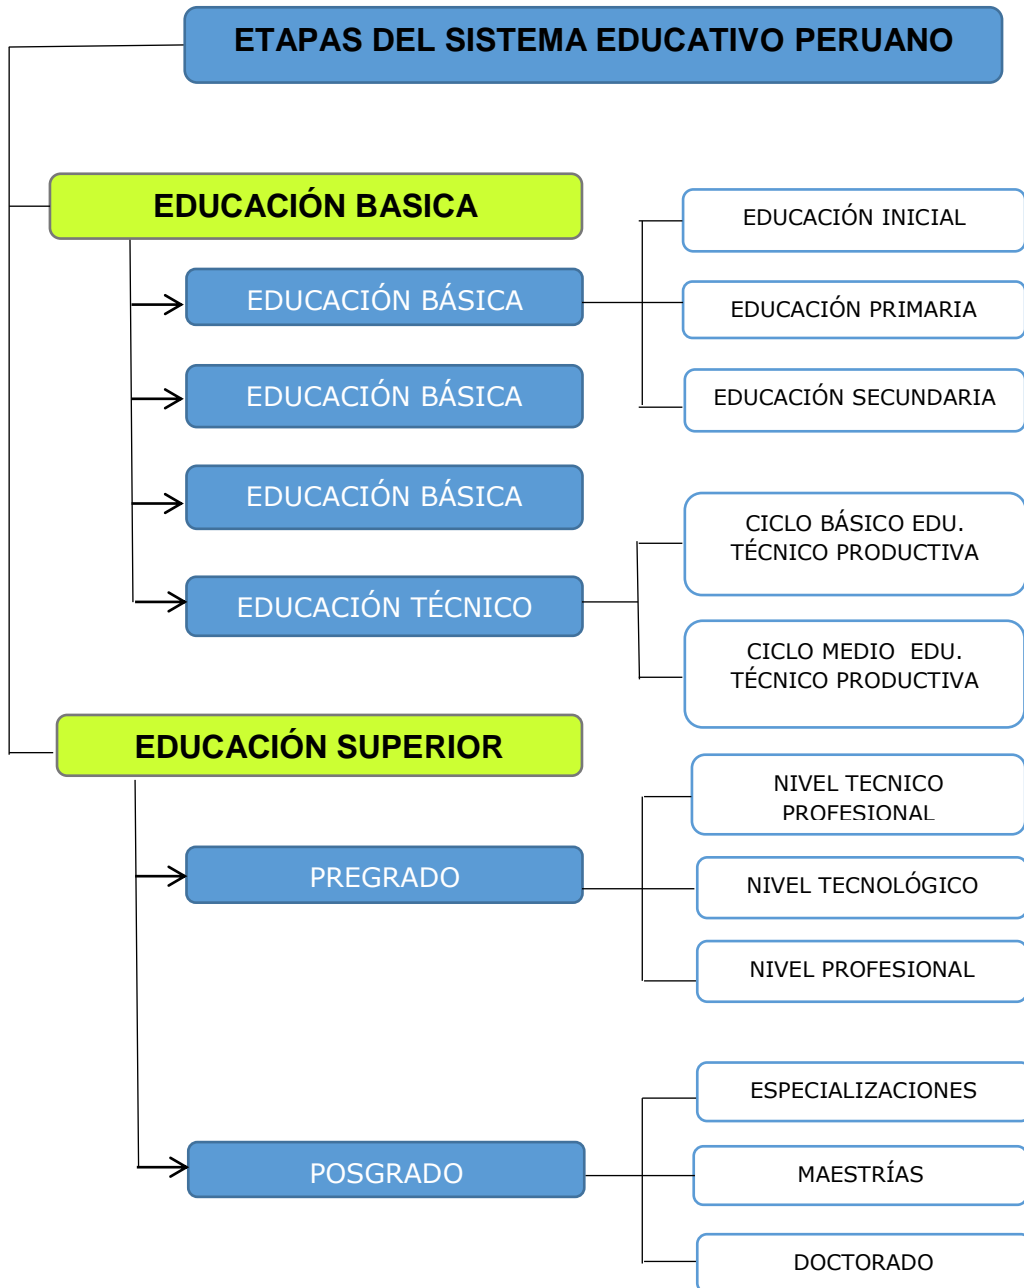 ETAPAS DEL SISTEMA EDUCATIVO PERUANO
EDUCACIÓN BASICA
EDUCACIÓN BÁSICA
EDUCACIÓN INICIAL
EDUCACIÓN PRIMARIA
EDUCACIÓN SECUNDARIA
EDUCACIÓN BÁSICA
EDUCACIÓN BÁSICA
EDUCACIÓN TÉCNICO
CICLO BÁSICO EDU.
TÉCNICO PRODUCTIVA
CICLO MEDIO EDU.
TÉCNICO PRODUCTIVA
EDUCACIÓN SUPERIOR
PREGRADO
NIVEL TECNICO
PROFESIONAL
NIVEL TECNOLÓGICO
NIVEL PROFESIONAL
POSGRADO
ESPECIALIZACIONES
MAESTRÍAS
DOCTORADO